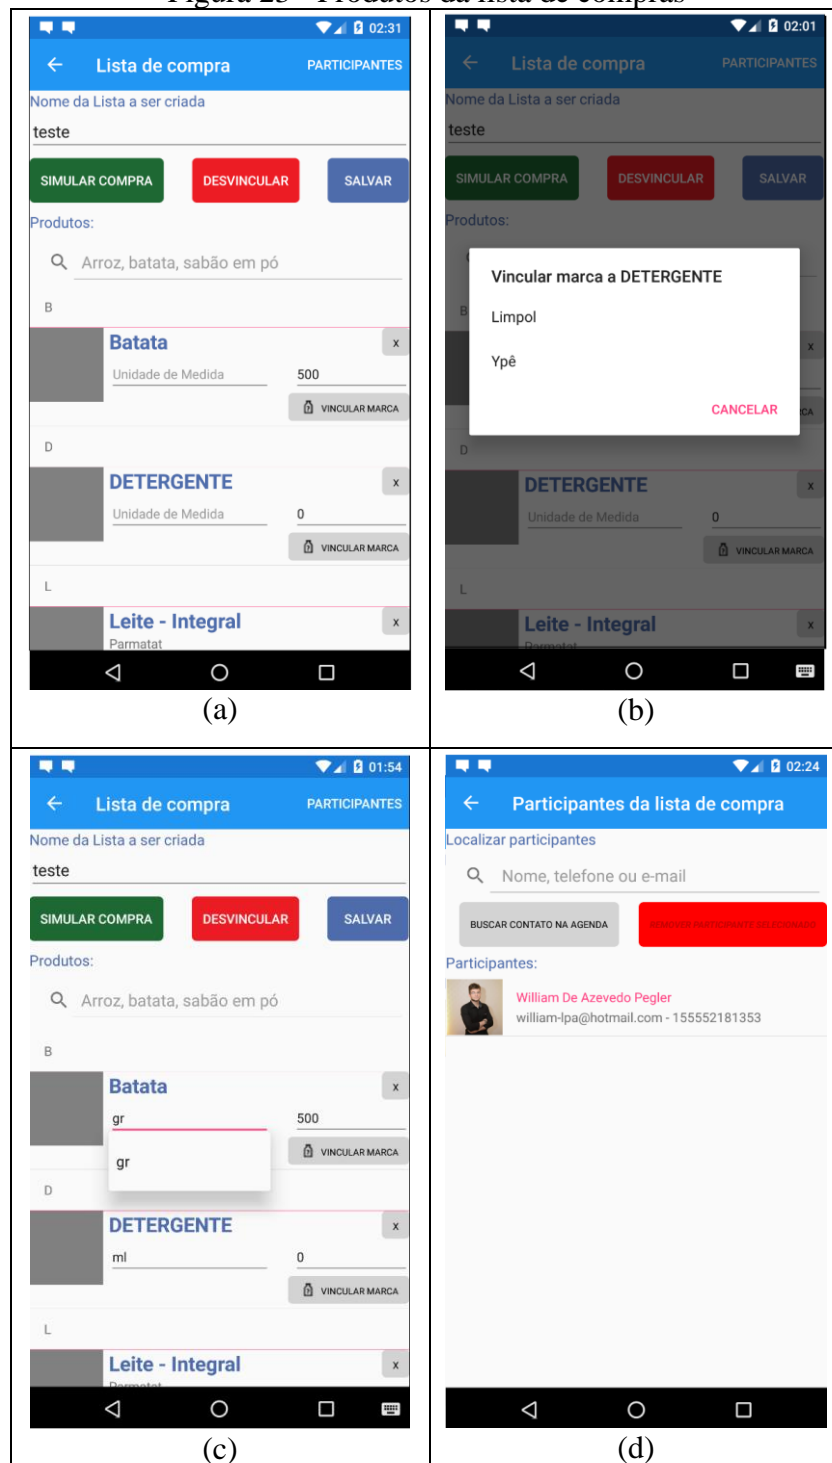 Figura 23 - Produtos da lista de compras
02:31
Lista de compra PARTICIPANTES
Nome da Lista a ser criada
teste
SIMULAR COMPRA DESVINCULAR SALVAR
Produtos:
Arroz, batata, sabão em pó
B
Batata x
Unidade de Medida 500
VINCULAR MARCA
D
DETERGENTE x
Unidade de Medida 0
VINCULAR MARCA
L
Leite - Integral x
Parmatat
(a)
02:01
Lista de compra PARTICIPANTES
Nome da Lista a ser criada
teste
SIMULAR COMPRA DESVINCULAR SALVAR
Produtos:
Vincular marca a DETERGENTE
B
Limpol
x
Ypê
CANCELAR
CA
D
DETERGENTE x
Unidade de Medida 0
VINCULAR MARCA
L
Leite - Integral x
Parmatat
(b)
01:54
Lista de compra PARTICIPANTES
Nome da Lista a ser criada
teste
SIMULAR COMPRA DESVINCULAR SALVAR
Produtos:
Arroz, batata, sabão em pó
B
Batata x
gr 500
VINCULAR MARCA
gr
D
DETERGENTE x
ml 0
VINCULAR MARCA
L
Leite - Integral x
Parmatat
(c)
02:24
Participantes da lista de compra
Localizar participantes
Nome, telefone ou e-mail
BUSCAR CONTATO NA AGENDA REMOVER PARTICIPANTE SELECIONADO
Participantes:
William De Azevedo Pegler
william-lpa@hotmail.com - 155552181353
(d)